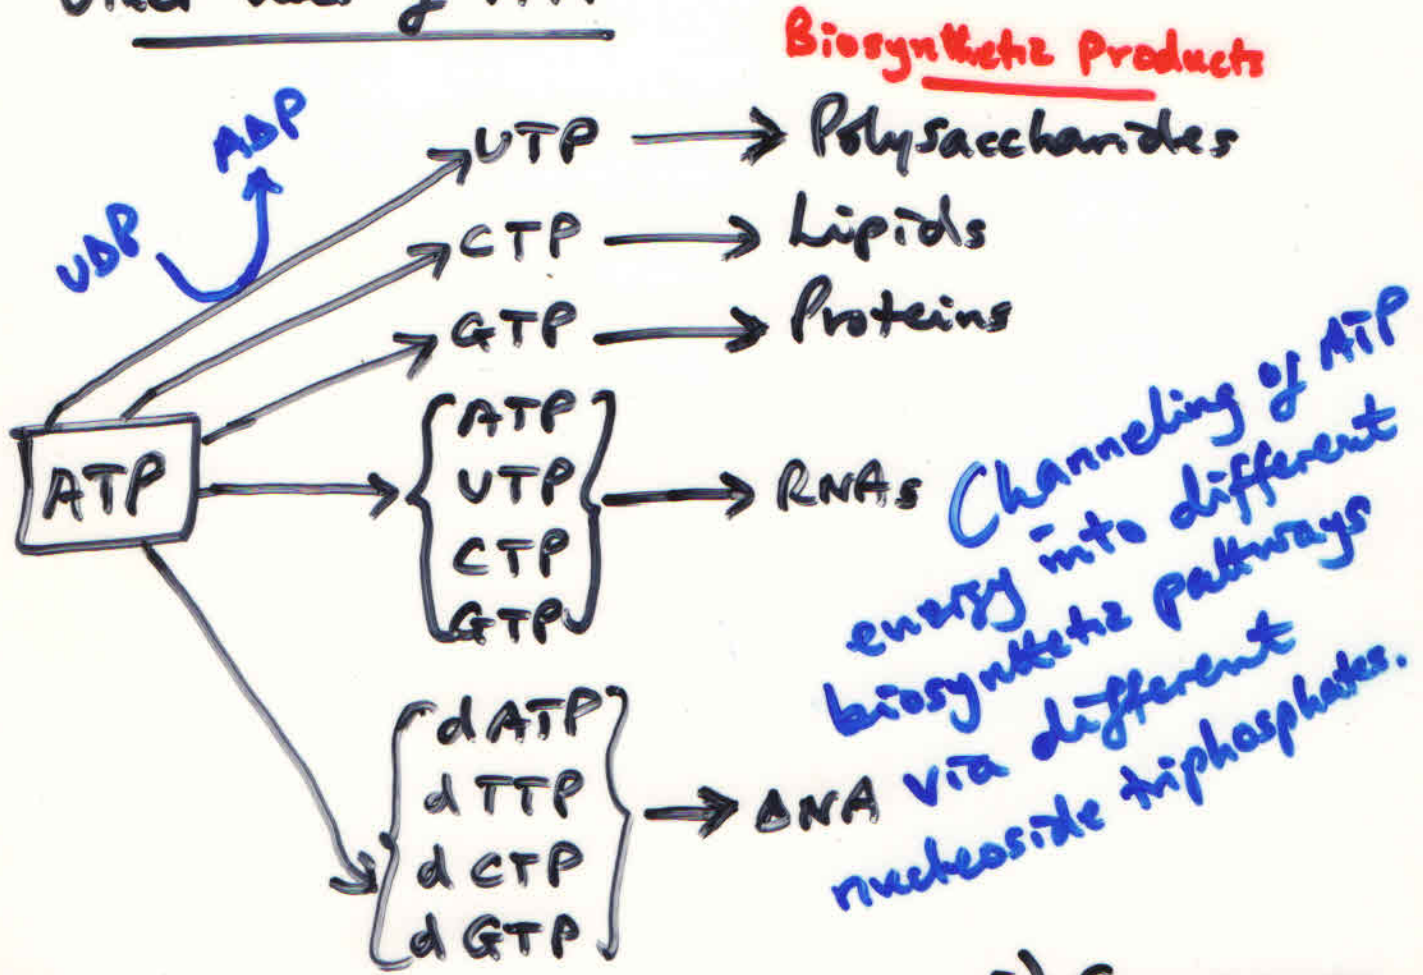 Biosynthetic Products
ADP
UDP
UTP → Polysaccharides
CTP → Lipids
GTP → Proteins
ATP
ATP
UTP
CTP
GTP
→ RNAs
dATP
dTTP
dCTP
dGTP
→ DNA
Channeling of ATP
energy into different
biosynthetic pathways
via different
nucleoside triphosphates.